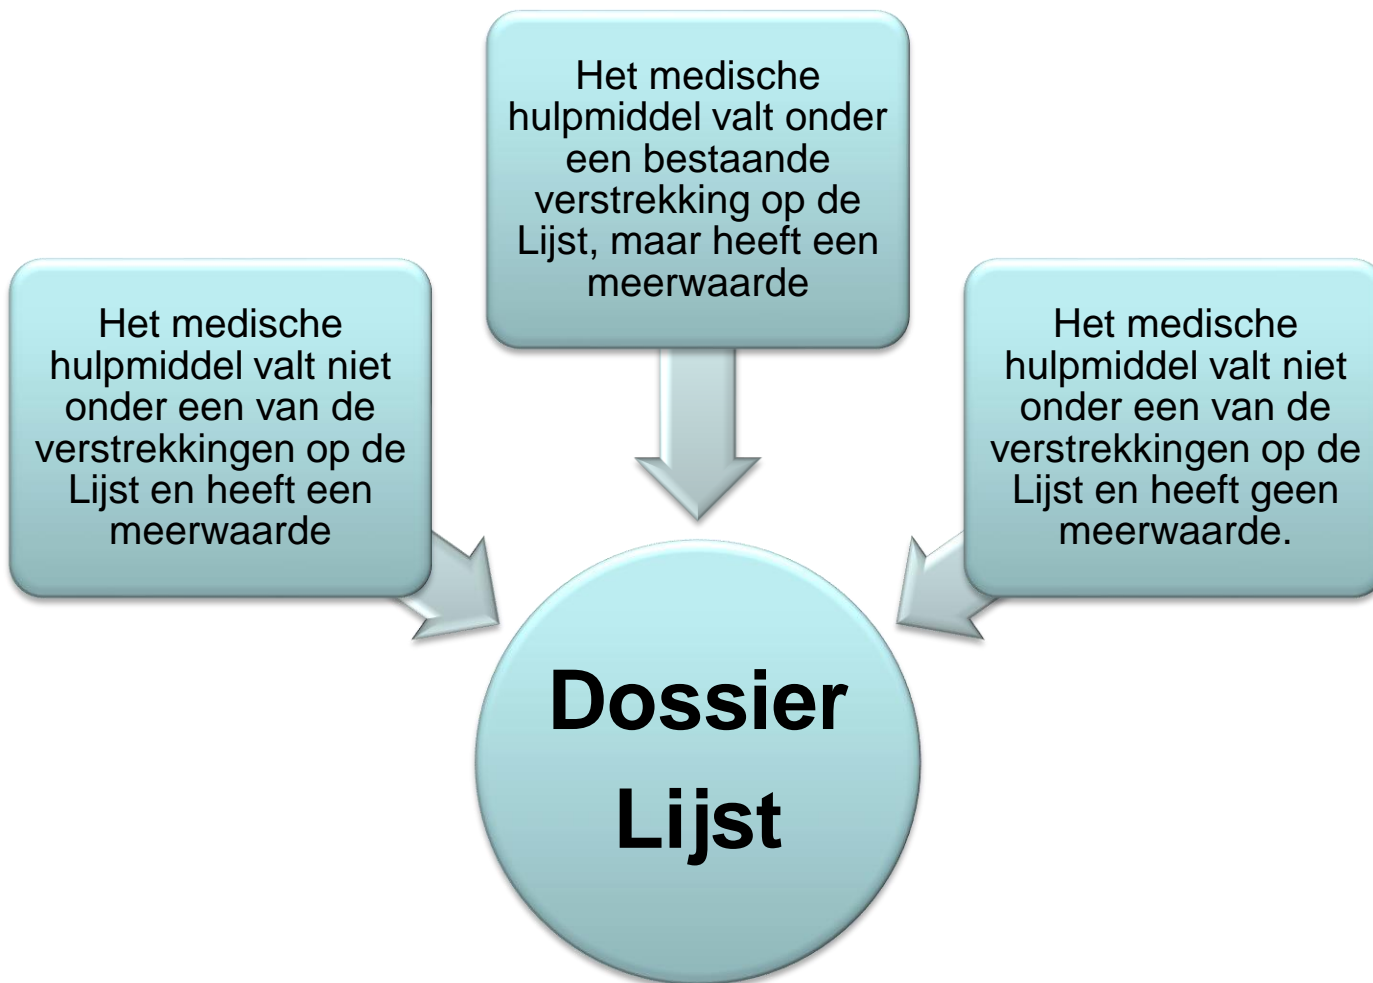 Het medische
hulpmiddel valt niet
onder een van de
verstrekkingen op de
Lijst en heeft een
meerwaarde
Het medische
hulpmiddel valt onder
een bestaande
verstrekking op de
Lijst, maar heeft een
meerwaarde
Het medische
hulpmiddel valt niet
onder een van de
verstrekkingen op de
Lijst en heeft geen
meerwaarde.
Dossier
Lijst